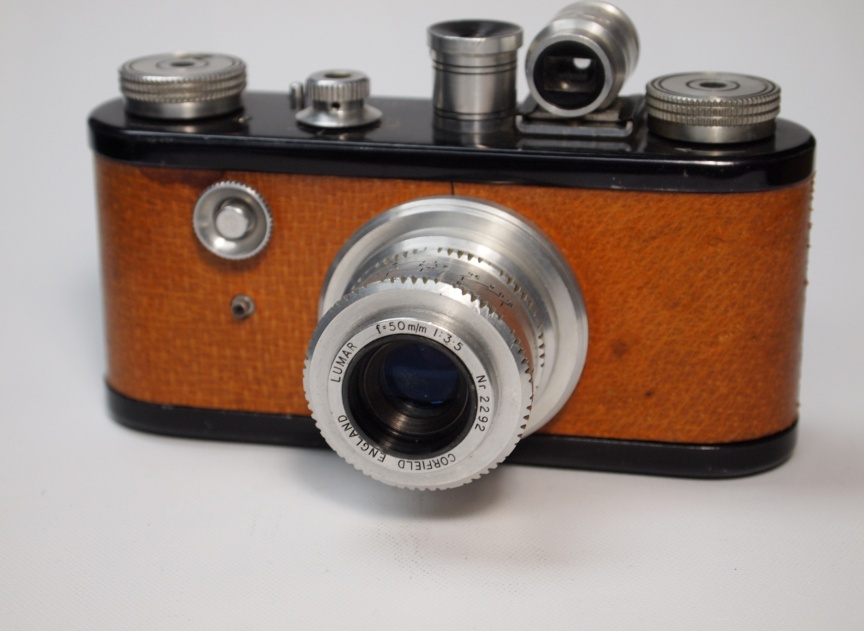 LUMAR f=50m/m 1:3.5 Nr 2292
CORFIELD ENGLAND